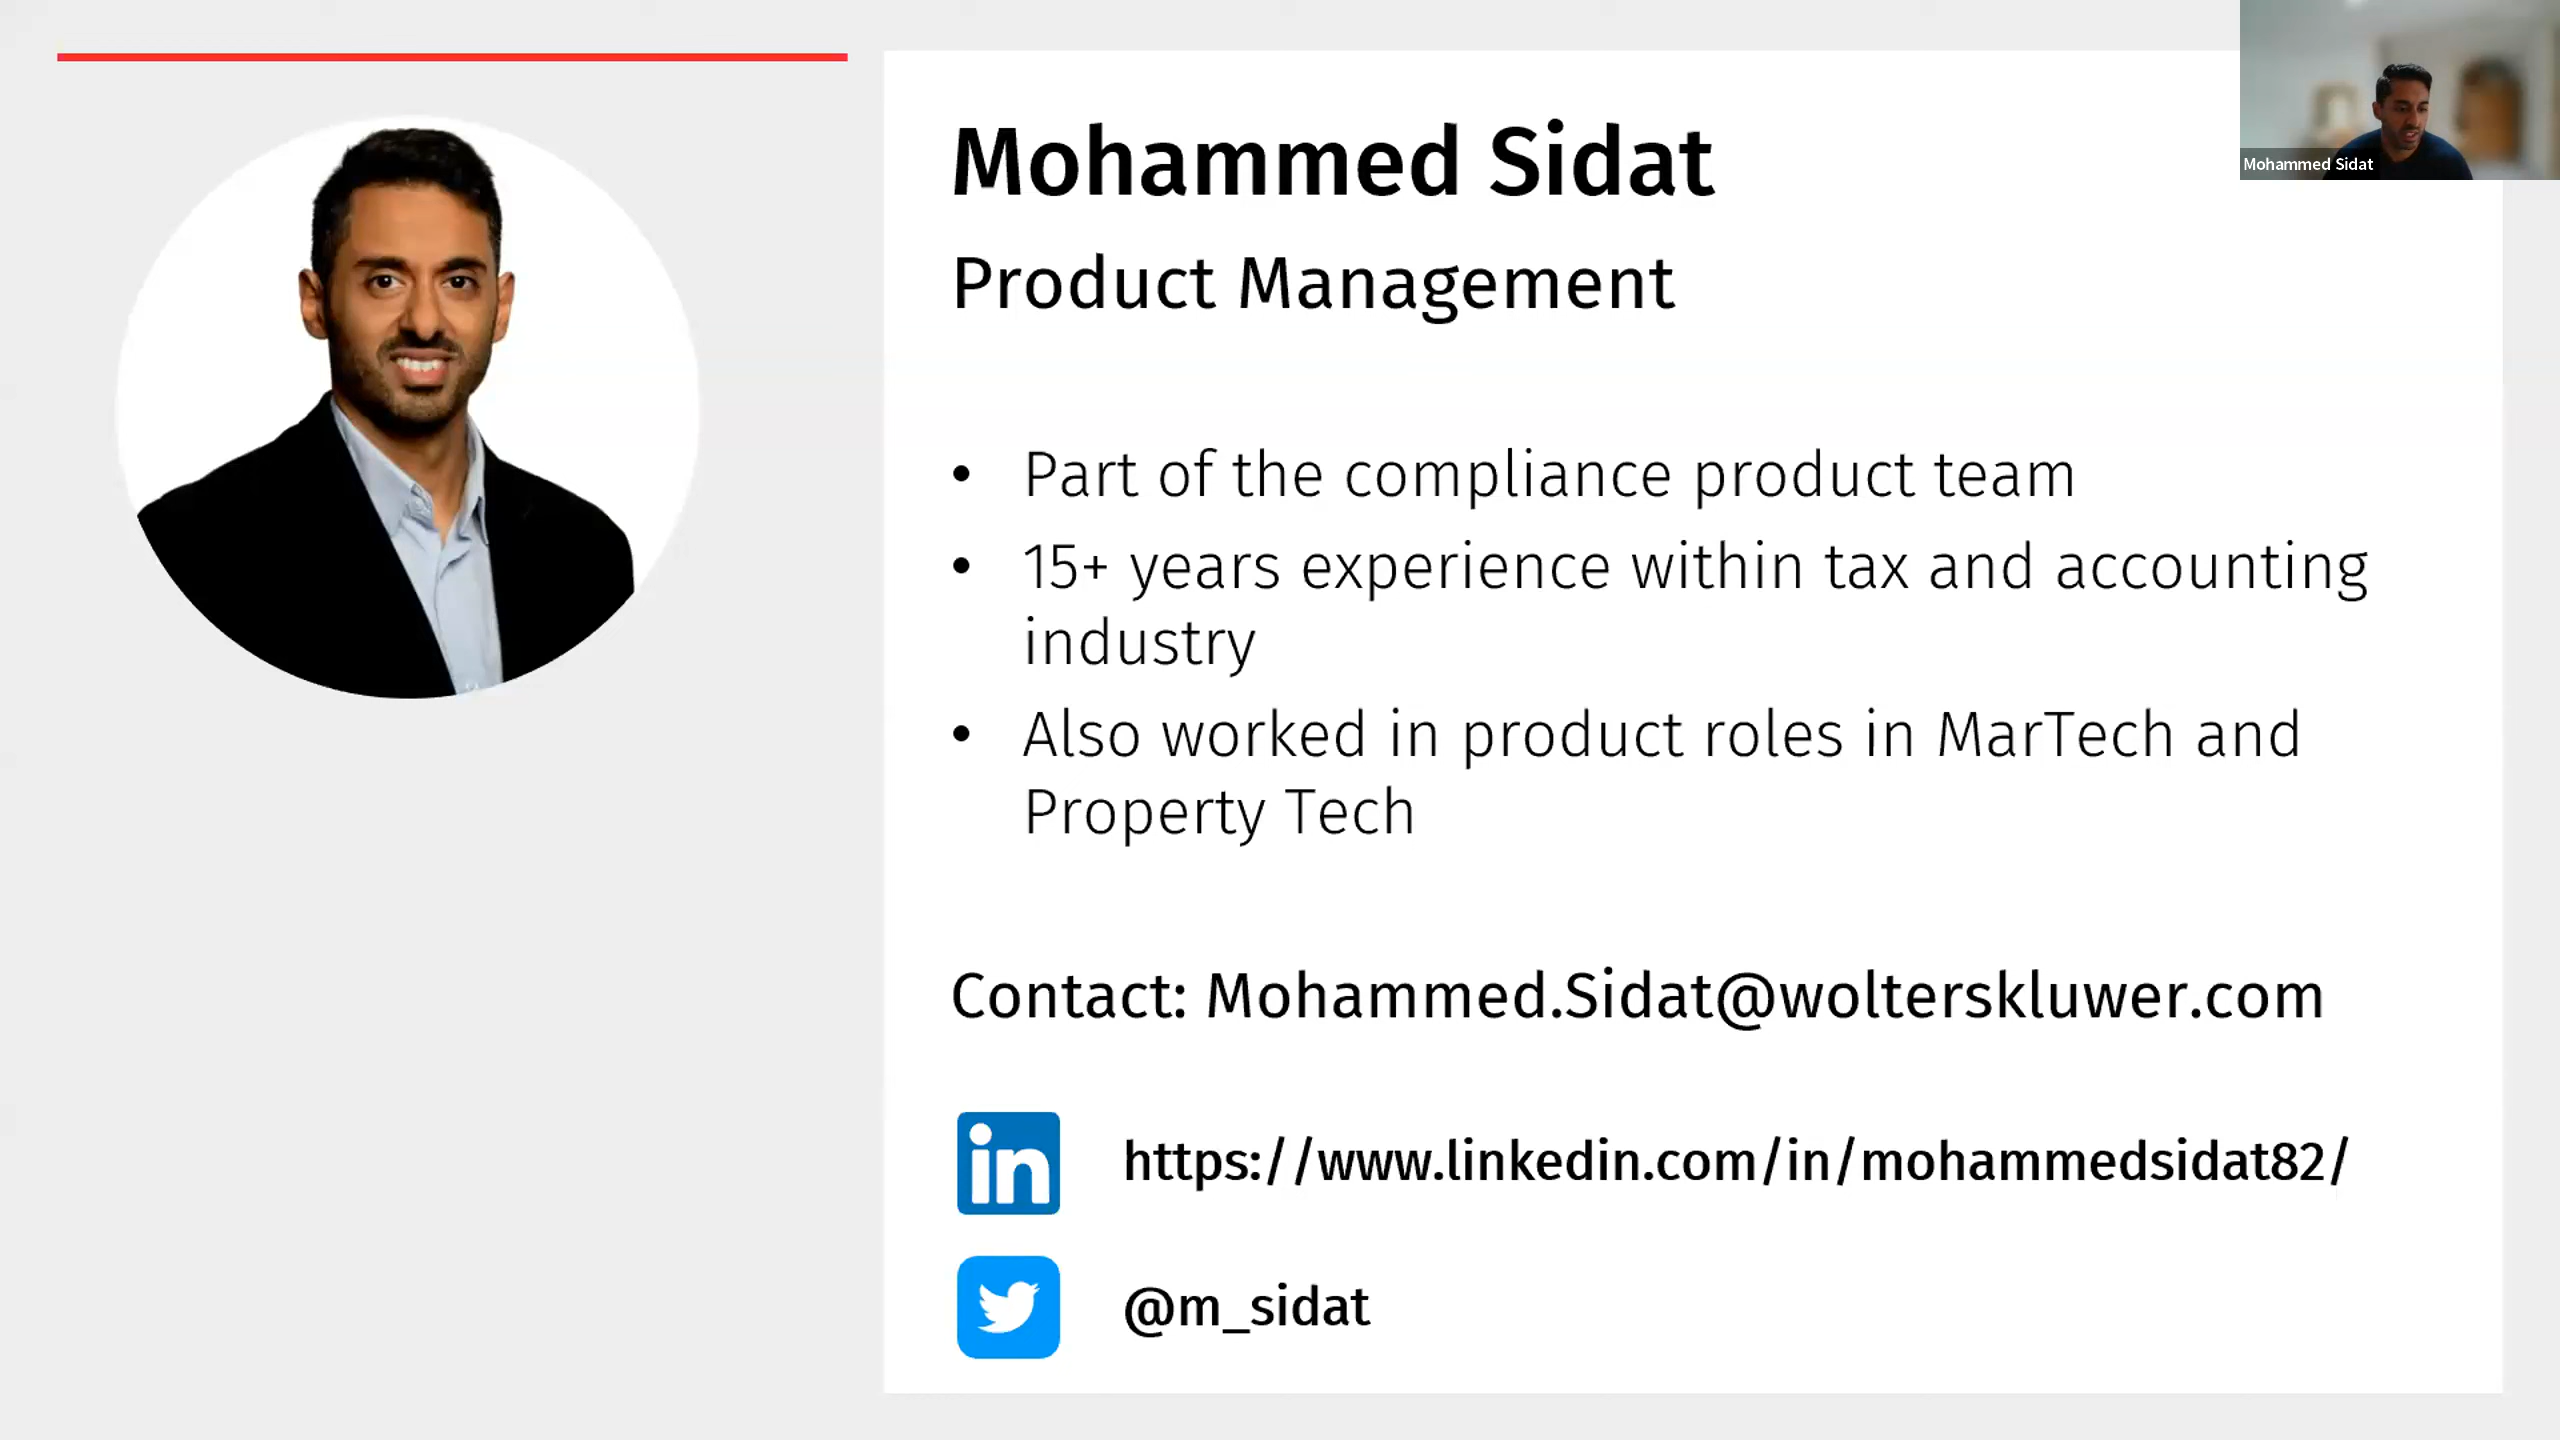 Mohammed Sidat
Mohammed Sidat
Product Management
• Part of the compliance product team
• 15+ years experience within tax and accounting
industry
• Also worked in product roles in MarTech and
Property Tech
Contact: Mohammed.Sidat@wolterskluwer.com
in
https://www.linkedin.com/in/mohammedsidat82/
@m_sidat